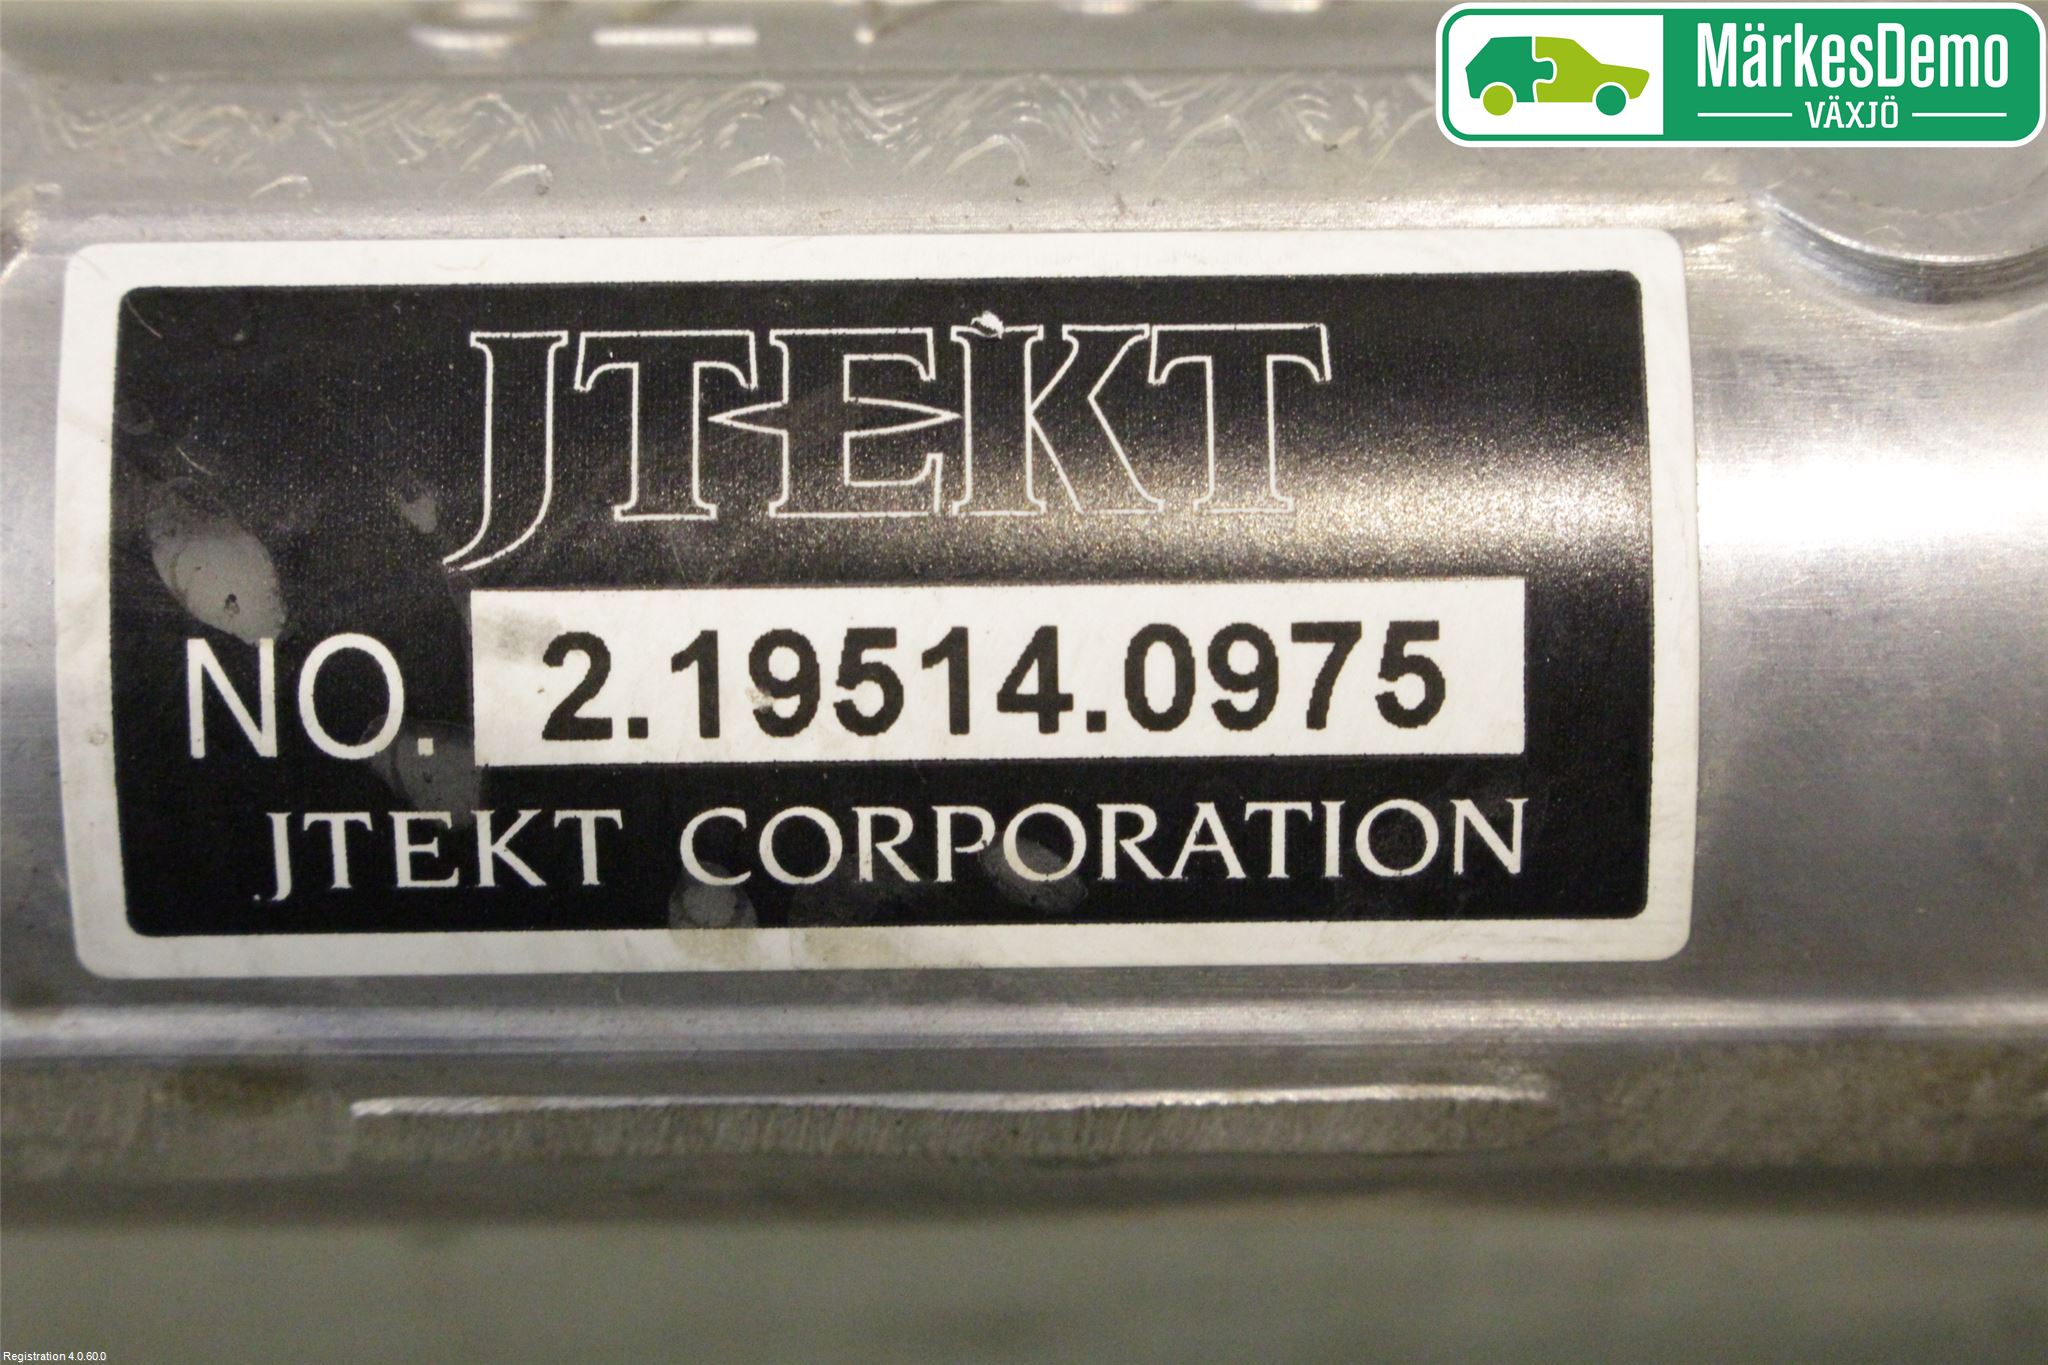 MärkesDemo
VÄXJÖ
JTEKT
NO. 2.19514.0975
JTEKT CORPORATION
Registration 4.0.60.0